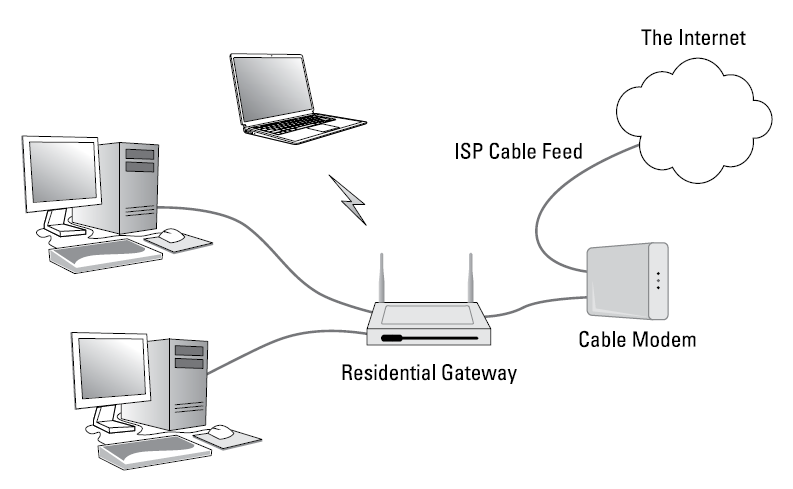 The Internet
ISP Cable Feed
Cable Modem
Residential Gateway